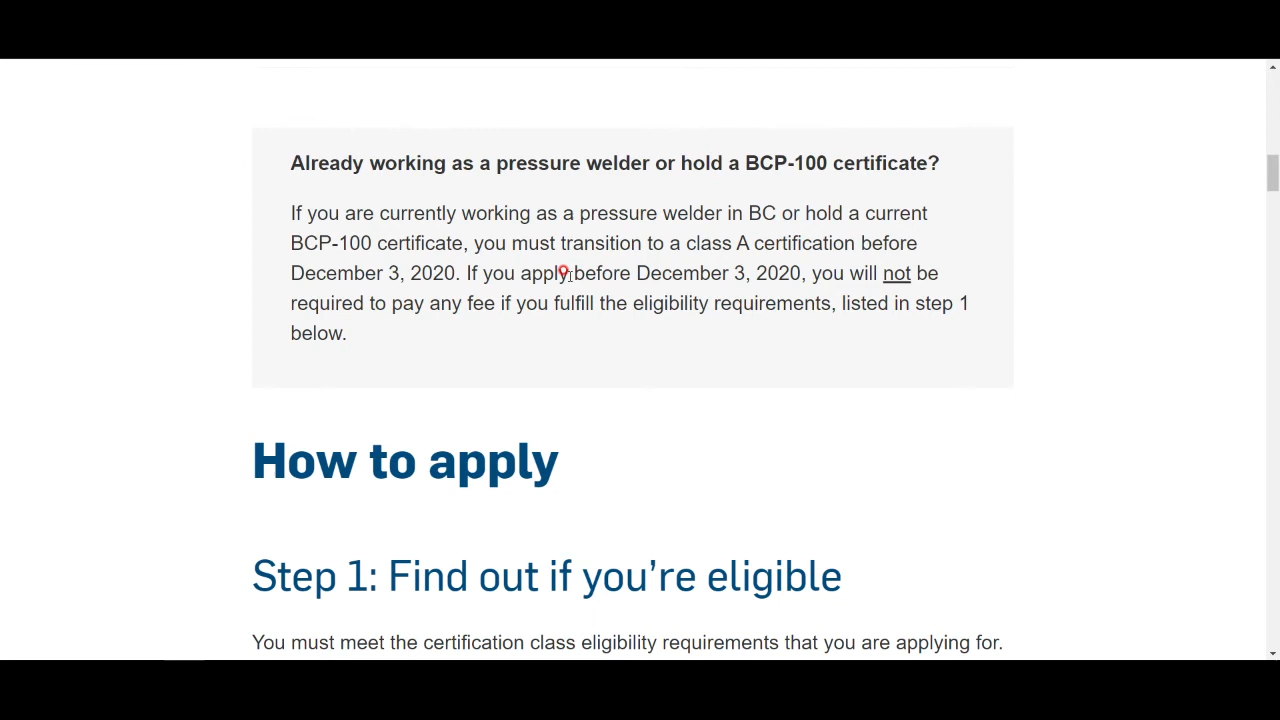 Already working as a pressure welder or hold a BCP-100 certificate?
If you are currently working as a pressure welder in BC or hold a current
BCP-100 certificate, you must transition to a class A certification before
December 3, 2020. If you apply before December 3, 2020, you will not be
required to pay any fee if you fulfill the eligibility requirements, listed in step 1
below.
How to apply
Step 1: Find out if you’re eligible
You must meet the certification class eligibility requirements that you are applying for.